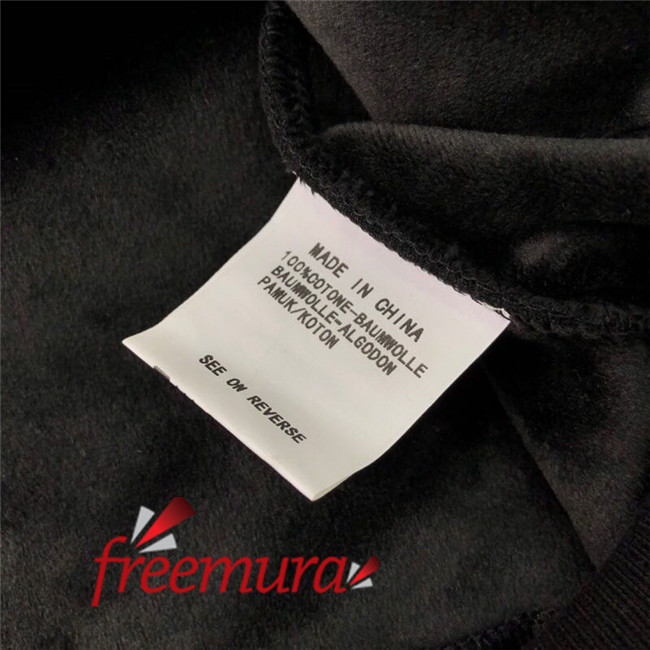 MADE IN CHINA
100%COTONE-BAUMWOLLE
BAUMWOLLE-ALGODON
PAMUK/KOTON
SEE ON REVERSE
freemura